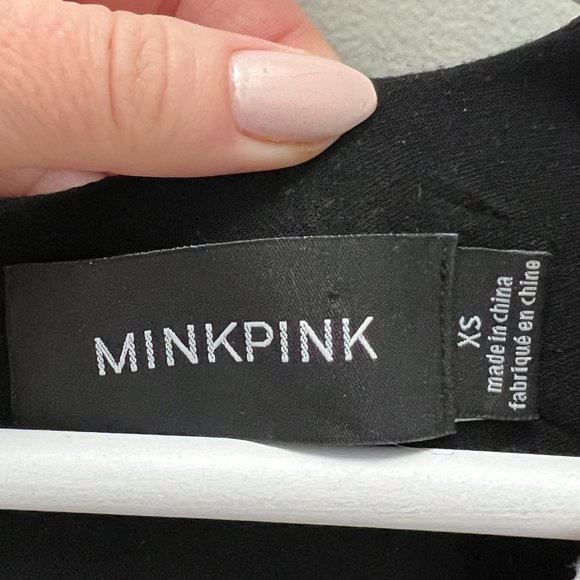 MINKPINK
XS
made in china
fabriqué en chine